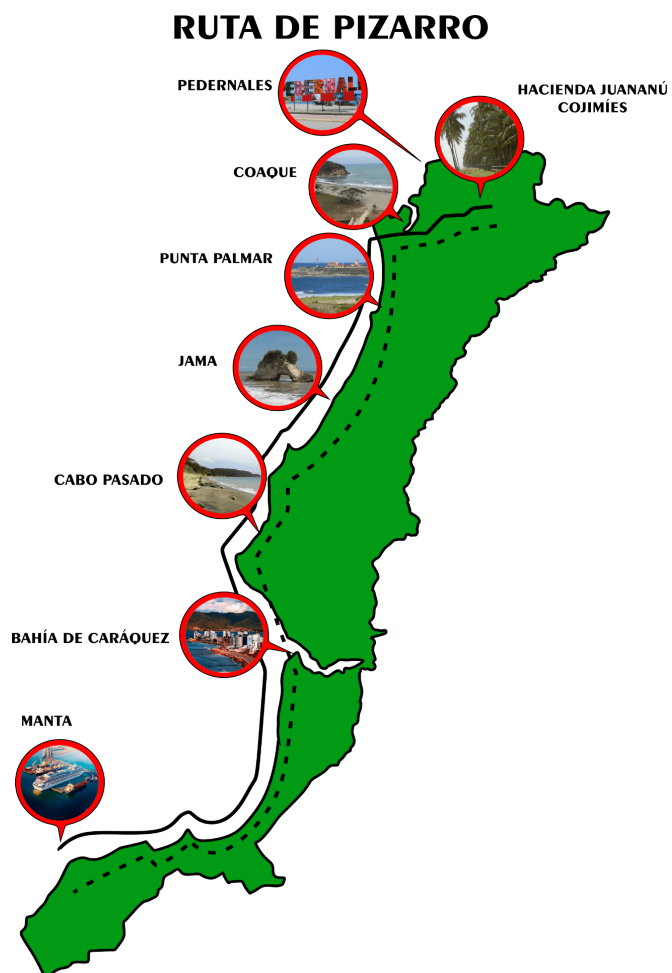 RUTA DE PIZARRO
PEDERNALES
HACIENDA JUANANÚ
COJIMÍES
COAQUE
PUNTA PALMAR
JAMA
CABO PASADO
BAHÍA DE CARÁQUEZ
MANTA